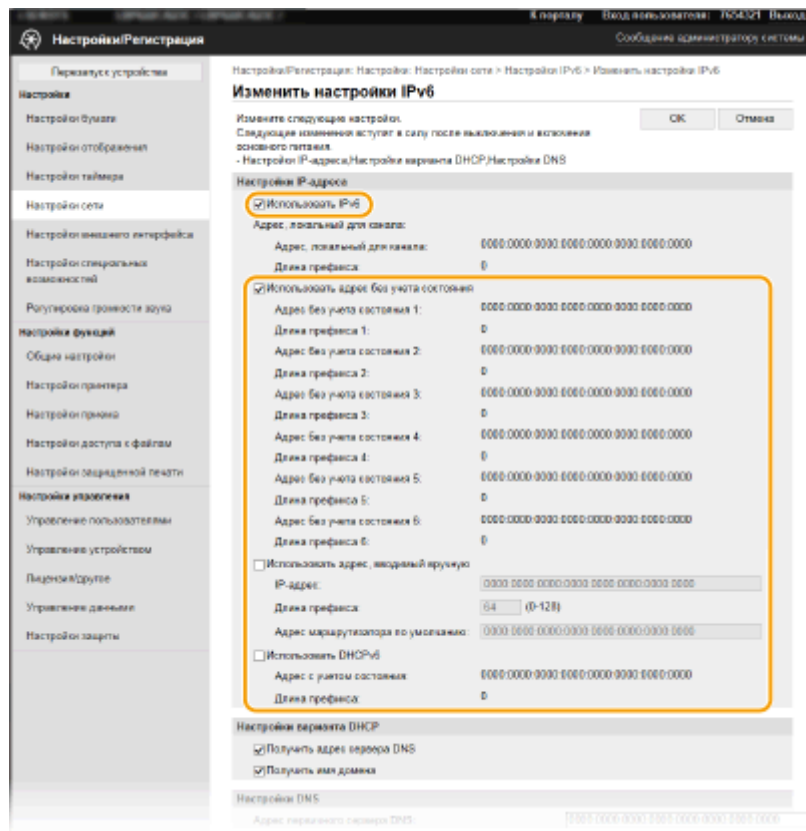 К порталу Вход пользователя: 7654321 Выход
Настройки/Регистрация
Сообщение администратору системы
Перезапуск устройства
Настройки
Настройки бумаги
Настройки отображения
Настройки таймера
Настройки сети
Настройки внешнего интерфейса
Настройки специальных
возможностей
Регулировка громкости звука
Настройки функций
Общие настройки
Настройки принтера
Настройки приема
Настройки доступа к файлам
Настройки защищенной печати
Настройки управления
Управление пользователями
Управление устройством
Лицензия/другое
Управление данными
Настройки защиты
Настройки/Регистрация: Настройки: Настройки сети > Настройки IPv6 > Изменить настройки IPv6
Изменить настройки IPv6
Измените следующие настройки.
Следующие изменения вступят в силу после выключения и включения
основного питания.
- Настройки IP-адреса,Настройки варианта DHCP,Настройки DNS
OK Отмена
Настройки IP-адреса
Использовать IPv6
Адрес, локальный для канала:
Адрес, локальный для канала: 0000:0000:0000:0000:0000:0000:0000:0000
Длина префикса: 0
Использовать адрес без учета состояния
Адрес без учета состояния 1: 0000:0000:0000:0000:0000:0000:0000:0000
Длина префикса 1: 0
Адрес без учета состояния 2: 0000:0000:0000:0000:0000:0000:0000:0000
Длина префикса 2: 0
Адрес без учета состояния 3: 0000:0000:0000:0000:0000:0000:0000:0000
Длина префикса 3: 0
Адрес без учета состояния 4: 0000:0000:0000:0000:0000:0000:0000:0000
Длина префикса 4: 0
Адрес без учета состояния 5: 0000:0000:0000:0000:0000:0000:0000:0000
Длина префикса 5: 0
Адрес без учета состояния 6: 0000:0000:0000:0000:0000:0000:0000:0000
Длина префикса 6: 0
Использовать адрес, вводимый вручную
IP-адрес: 0000:0000:0000:0000:0000:0000:0000:0000
Длина префикса: 64 (0-128)
Адрес маршрутизатора по умолчанию: 0000:0000:0000:0000:0000:0000:0000:0000
Использовать DHCPv6
Адрес с учетом состояния: 0000:0000:0000:0000:0000:0000:0000:0000
Длина префикса: 0
Настройки варианта DHCP
Получить адрес сервера DNS
Получить имя домена
Настройки DNS
Адрес первичного сервера DNS: 0000:0000:0000:0000:0000:0000:0000:0000